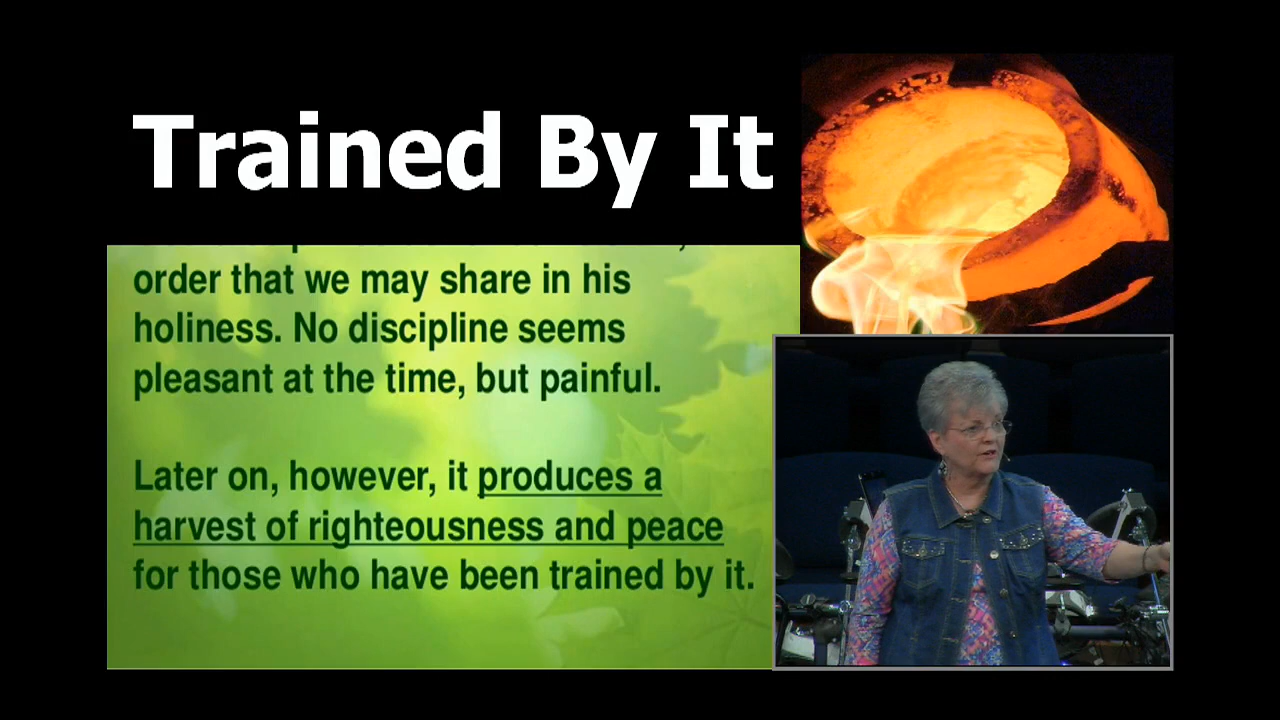 Trained By It
order that we may share in his
holiness. No discipline seems
pleasant at the time, but painful.
Later on, however, it produces a
harvest of righteousness and peace
for those who have been trained by it.